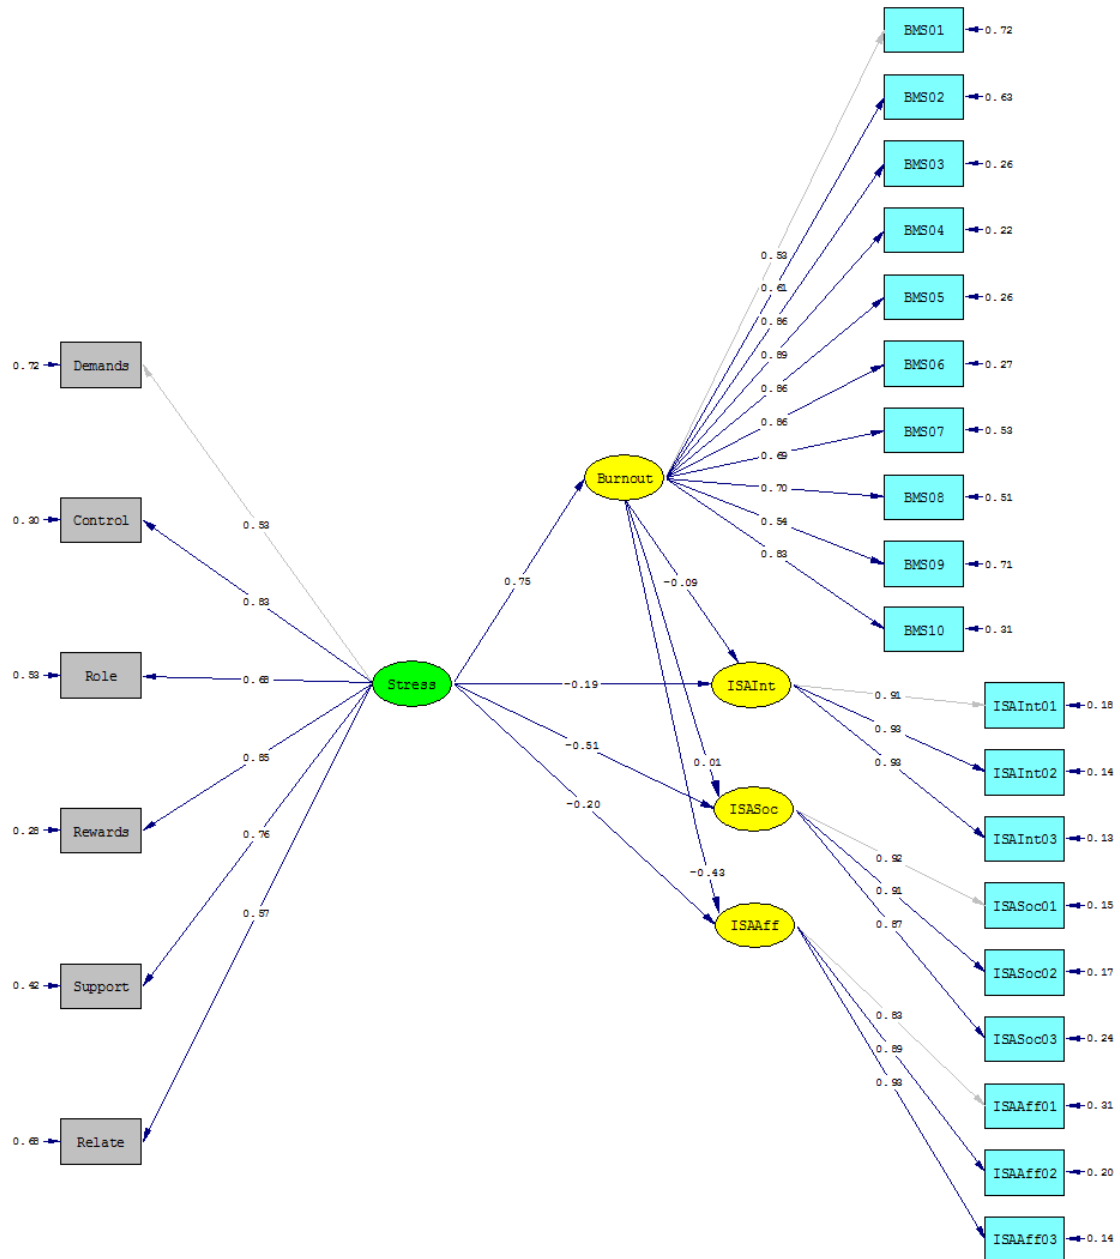 BMS01
0.72
BMS02
0.63
BMS03
0.26
BMS04
0.22
0.53
0.61
BMS05
0.26
0.86
0.89
0.72
Demands
BMS06
0.27
0.86
0.86
BMS07
0.53
0.69
Burnout
0.70
BMS08
0.51
0.30
Control
0.53
0.54
BMS09
0.71
0.83
0.75
-0.09
0.83
BMS10
0.31
0.53
Role
0.68
Stress
-0.19
ISAInt
0.91
ISAInt01
0.18
0.93
-0.51
0.01
0.93
ISAInt02
0.14
0.85
-0.20
ISASoc
0.28
Rewards
0.76
ISAInt03
0.13
0.92
-0.43
0.91
ISASoc01
0.15
0.57
0.87
ISAAff
0.42
Support
ISASoc02
0.17
0.83
0.89
ISASoc03
0.24
0.93
ISAAff01
0.31
0.68
Relate
ISAAff02
0.20
ISAAff03
0.14